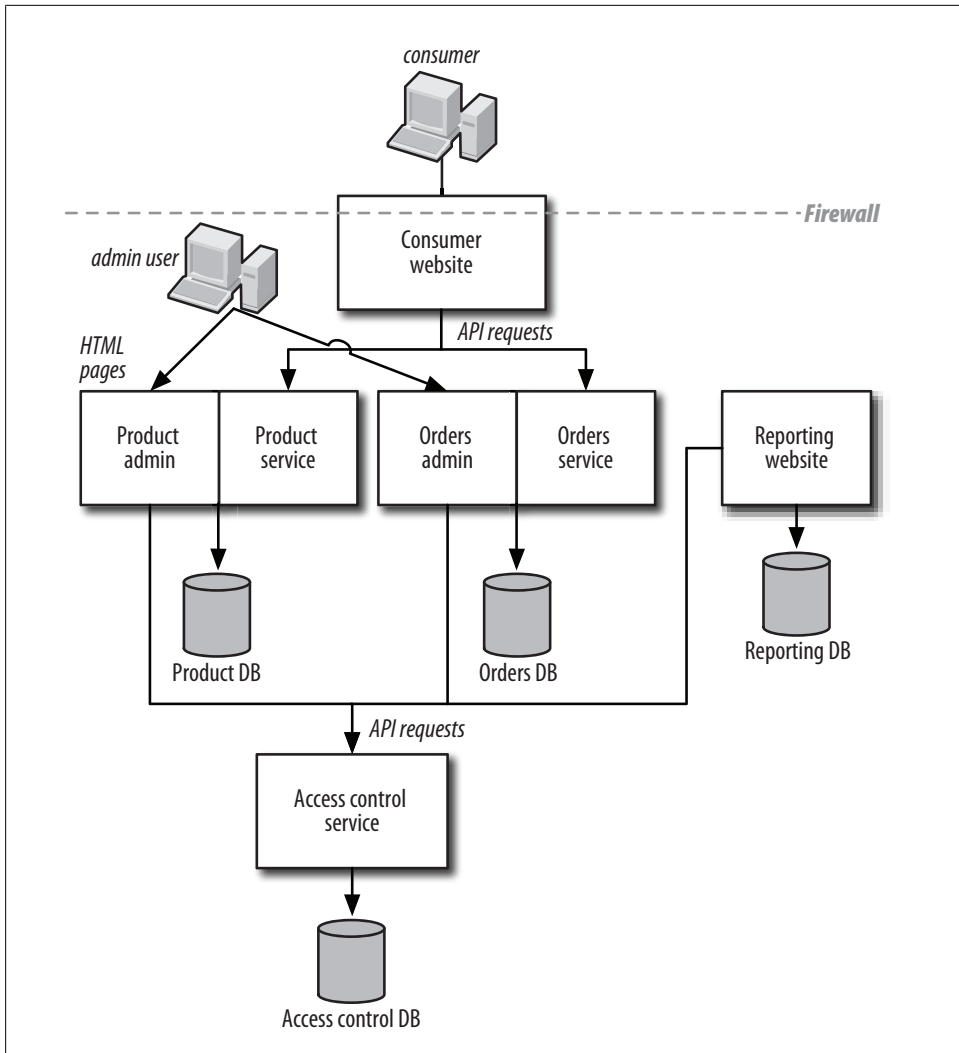 consumer
Firewall
Consumer
website
admin user
API requests
HTML
pages
Product
admin
Product
service
Orders
admin
Orders
service
Reporting
website
Product DB
Orders DB
Reporting DB
API requests
Access control
service
Access control DB